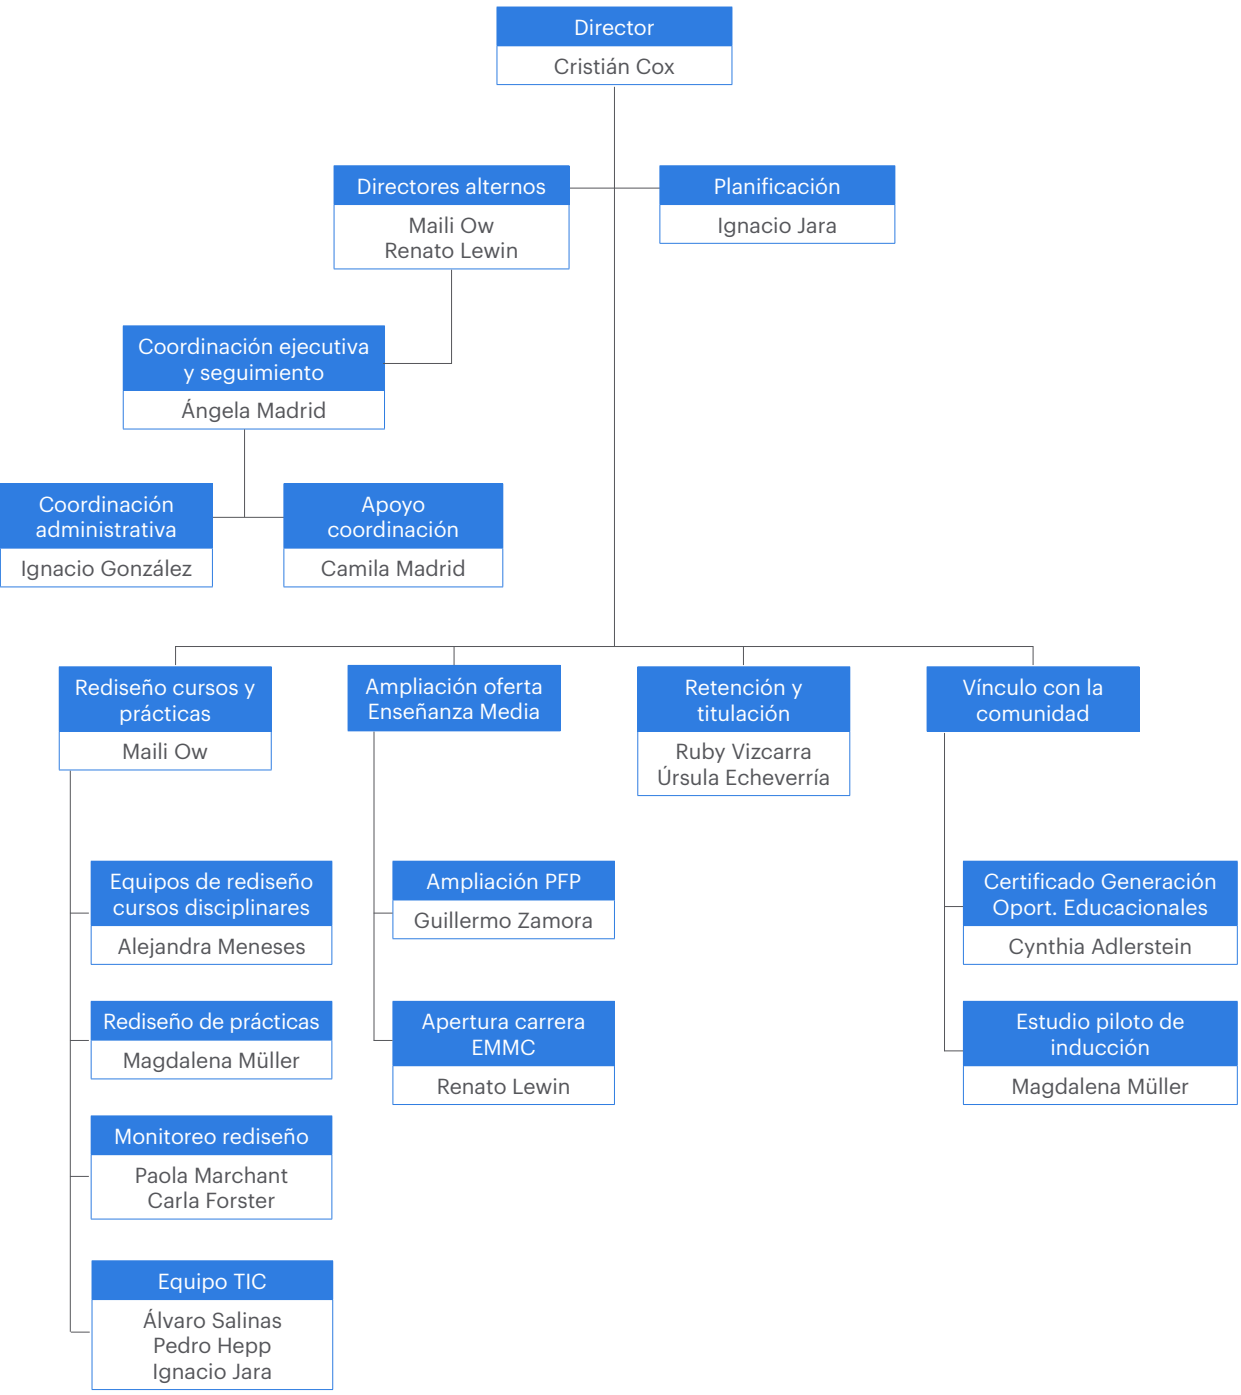 Director
Cristián Cox
Directores alternos
Maili Ow
Renato Lewin
Planificación
Ignacio Jara
Coordinación ejecutiva
y seguimiento
Ángela Madrid
Coordinación
administrativa
Ignacio González
Apoyo
coordinación
Camila Madrid
Rediseño cursos y
prácticas
Maili Ow
Ampliación oferta
Enseñanza Media
Retención y
titulación
Ruby Vizcarra
Úrsula Echeverría
Vínculo con la
comunidad
Equipos de rediseño
cursos disciplinares
Alejandra Meneses
Rediseño de prácticas
Magdalena Müller
Monitoreo rediseño
Paola Marchant
Carla Forster
Equipo TIC
Álvaro Salinas
Pedro Hepp
Ignacio Jara
Ampliación PFP
Guillermo Zamora
Apertura carrera
EMMC
Renato Lewin
Certificado Generación
Oport. Educacionales
Cynthia Adlerstein
Estudio piloto de
inducción
Magdalena Müller